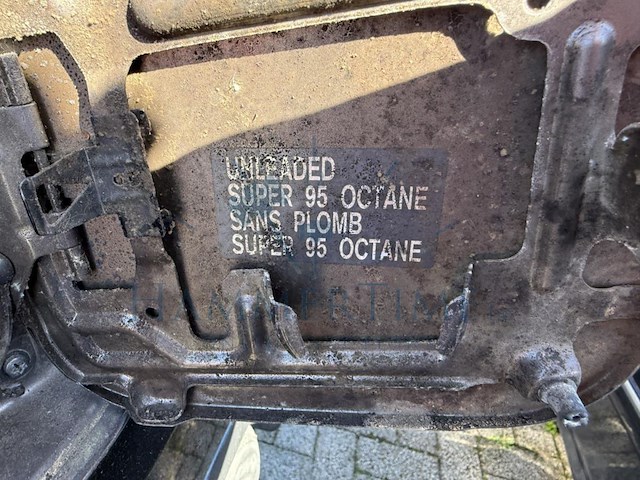 UNLEADED
SUPER 95 OCTANE
SANS PLOMB
SUPER 95 OCTANE